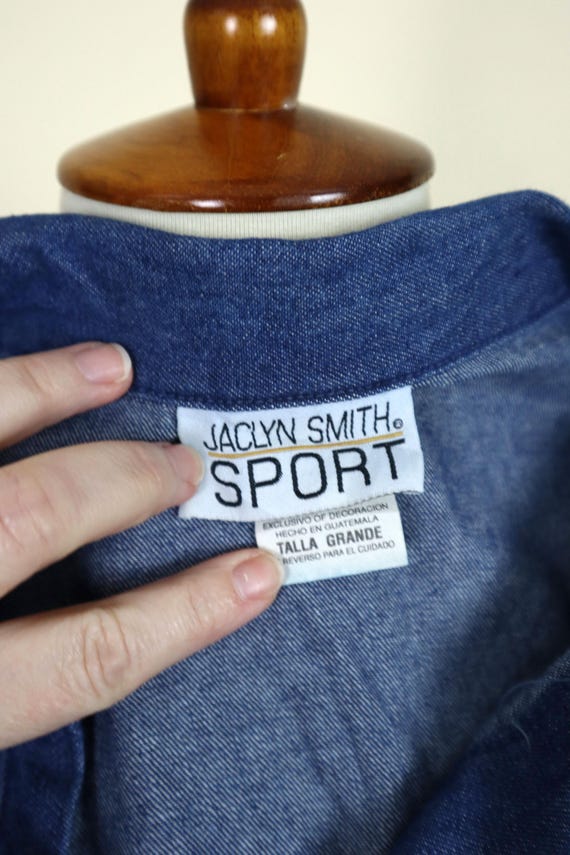 JACLYN SMITH®
SPORT
EXCLUSIVO OF DECORACION
HECHO EN GUATEMALA
TALLA GRANDE
REVERSO PARA EL CUIDADO